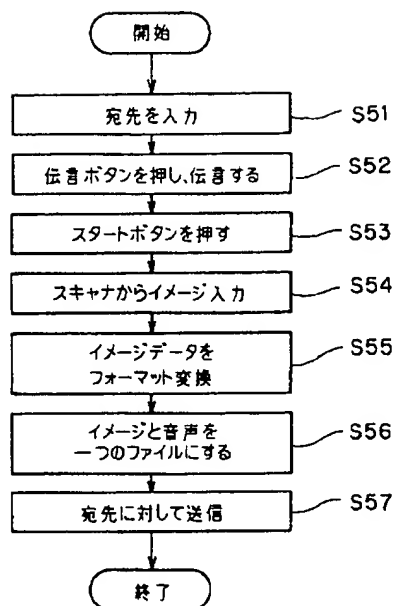 開始
宛先を入力 S51
伝言ボタンを押し、伝言する S52
スタートボタンを押す S53
スキャナからイメージ入力 S54
イメージデータを
フォーマット変換 S55
イメージと音声を
一つのファイルにする S56
宛先に対して送信 S57
終了